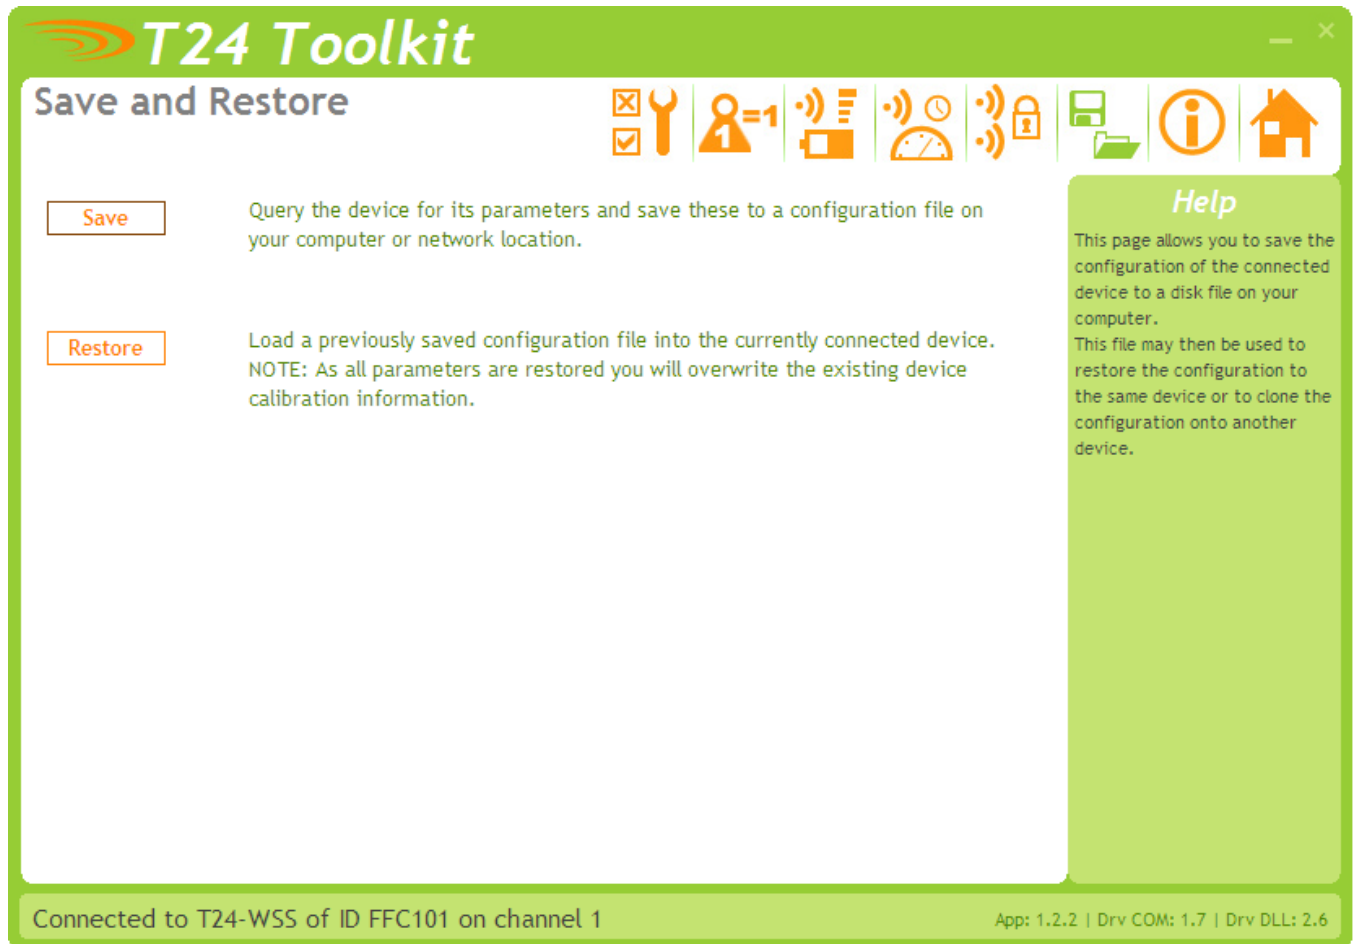 T24 Toolkit
Save and Restore
1
=1
Save
Query the device for its parameters and save these to a configuration file on
your computer or network location.
Restore
Load a previously saved configuration file into the currently connected device.
NOTE: As all parameters are restored you will overwrite the existing device
calibration information.
Help
This page allows you to save the
configuration of the connected
device to a disk file on your
computer.
This file may then be used to
restore the configuration to
the same device or to clone the
configuration onto another
device.
Connected to T24-WSS of ID FFC101 on channel 1
App: 1.2.2 | Drv COM: 1.7 | Drv DLL: 2.6